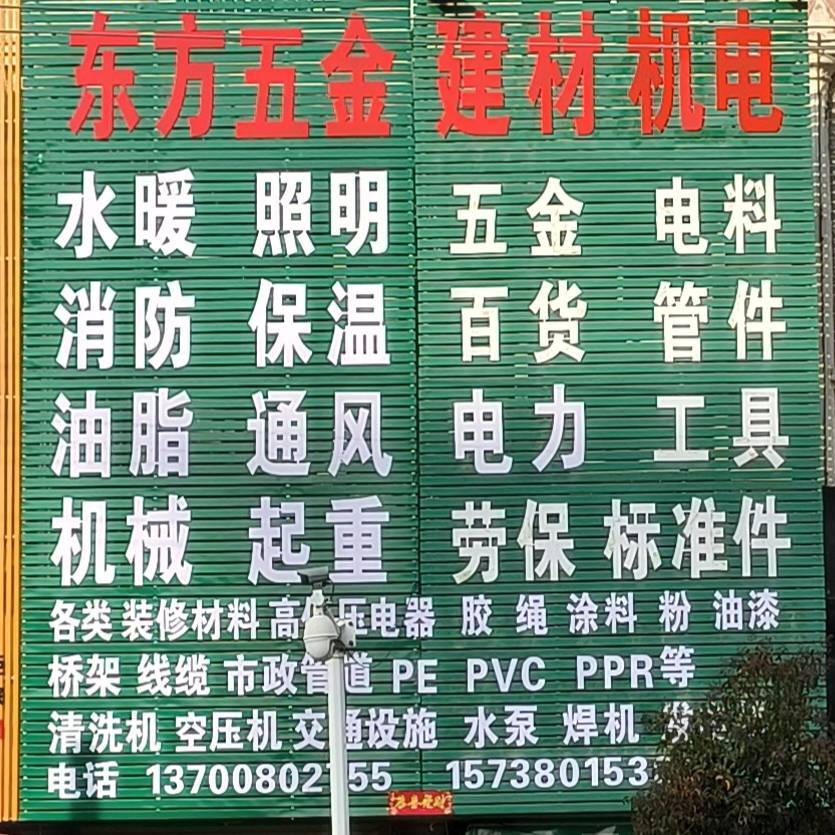 东方五金 建材机电
水暖 照明 五金 电料
消防 保温 百货 管件
油脂 通风 电力 工具
机械 起重 劳保 标准件
各类 装修材料 高低压电器 胶 绳 涂料 粉 油漆
桥架 线缆 市政管道 PE PVC PPR等
清洗机 空压机 交通设施 水泵 焊机
电话